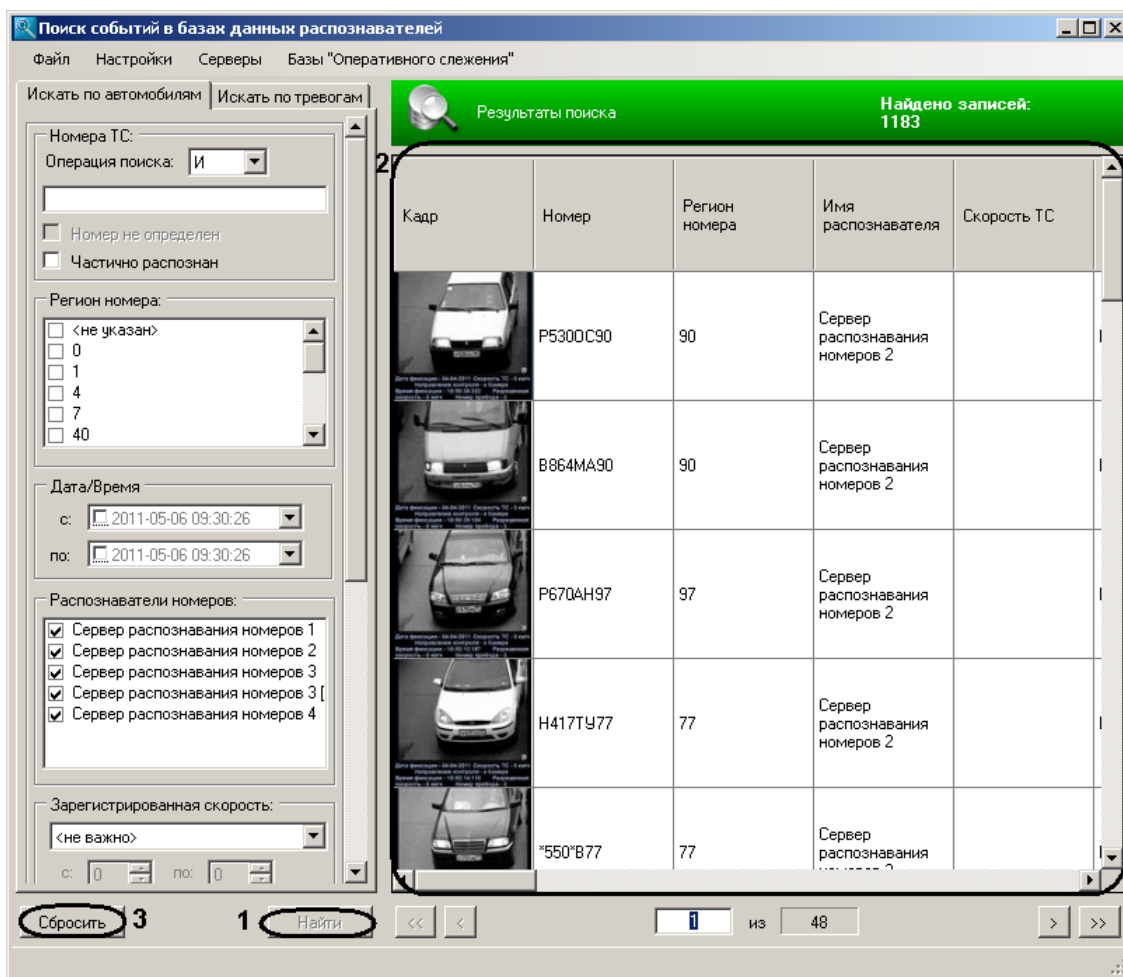 Поиск событий в базах данных распознавателей
Файл Настройки Серверы Базы "Оперативного слежения"
Искать по автомобилям Искать по тревогам
Номера ТС:
Операция поиска: И
Номер не определен
Частично распознан
Регион номера:
<не указан>
0
1
4
7
40
Дата/Время
с: 2011-05-06 09:30:26
по: 2011-05-06 09:30:26
Распознаватели номеров:
Сервер распознавания номеров 1
Сервер распознавания номеров 2
Сервер распознавания номеров 3
Сервер распознавания номеров 3 [
Сервер распознавания номеров 4
Зарегистрированная скорость:
<не важно>
с: 0 по: 0
Сбросить 3 1 Найти
Результаты поиска
Найдено записей:
1183
2
Кадр
Номер
Регион
номера
Имя
распознавателя
Скорость ТС
P530OC90
90
Сервер
распознавания
номеров 2
B864MA90
90
Сервер
распознавания
номеров 2
P670AH97
97
Сервер
распознавания
номеров 2
H417TY77
77
Сервер
распознавания
номеров 2
*550*B77
77
Сервер
распознавания
<< < 1 из 48 > >>